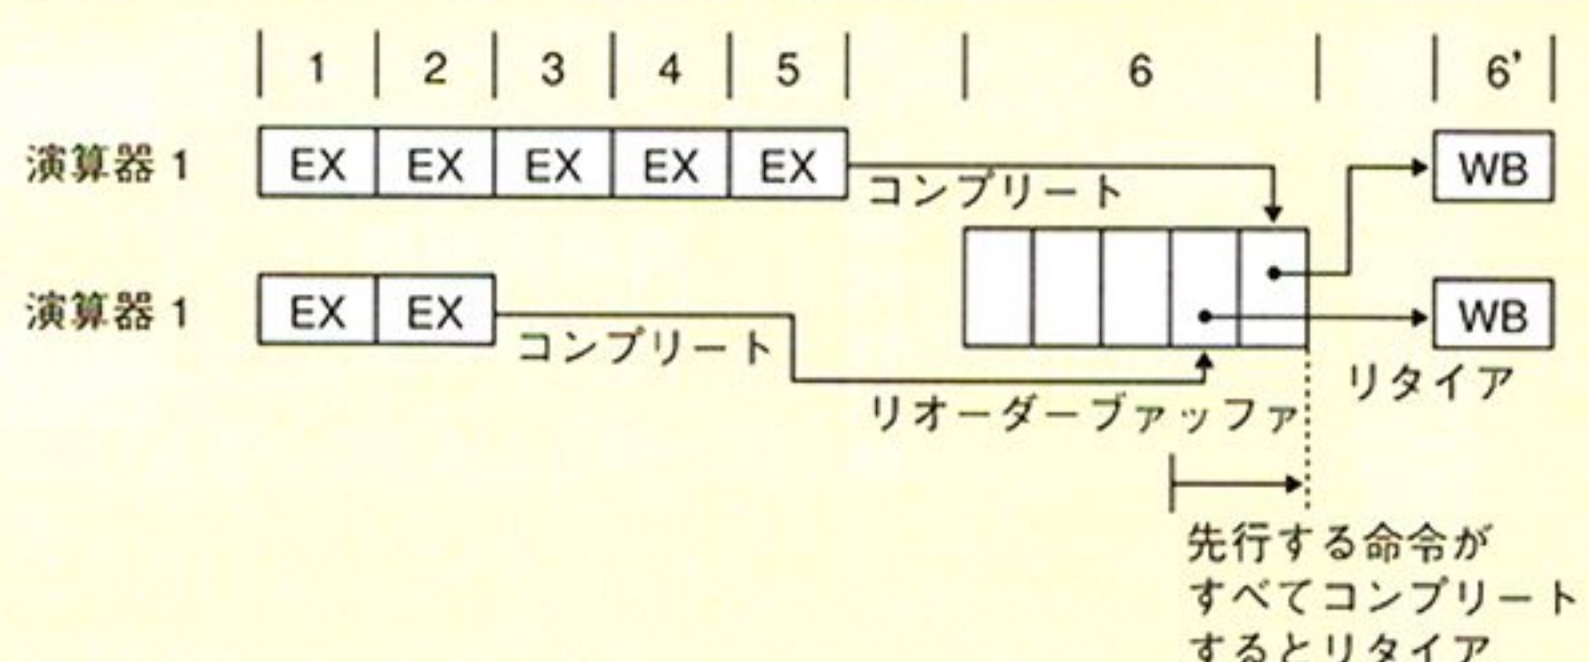 1 2 3 4 5 6 6'
演算器 1 EX EX EX EX EX WB
コンプリート
演算器 1 EX EX WB
コンプリート
リタイア
リオーダーブァッファ
先行する命令が
すべてコンプリート
するとリタイア